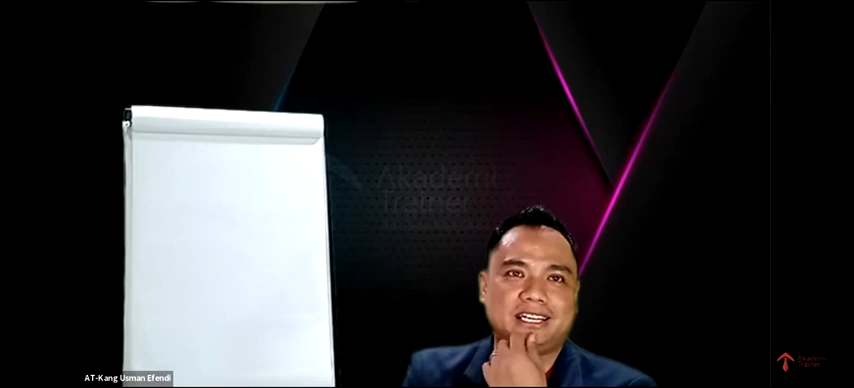 Akademi
Trainer
AT-Kang Usman Efendi
Akademi
Trainer